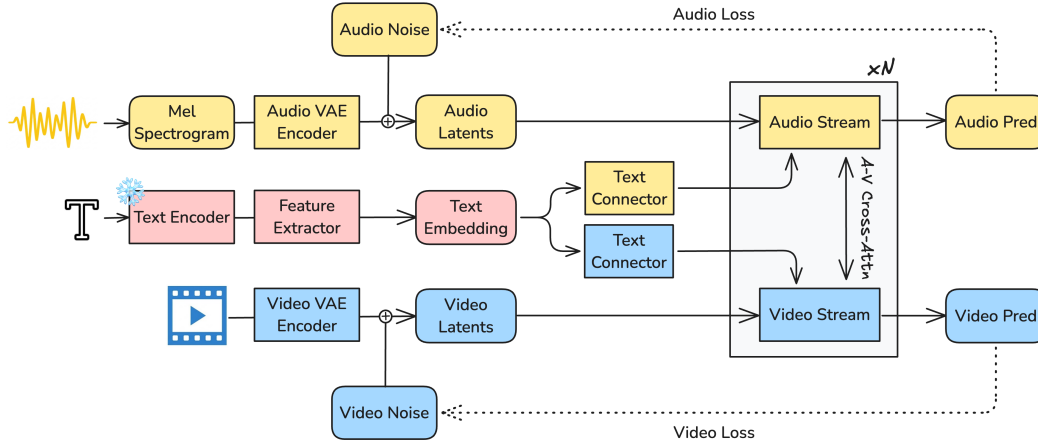 Audio Loss
Audio Noise
xN
Mel
Spectrogram
Audio VAE
Encoder
Audio
Latents
Audio Stream
Audio Pred
Text Encoder
Feature
Extractor
Text
Embedding
Text
Connector
Text
Connector
A-V Cross-Attn
Video VAE
Encoder
Video
Latents
Video Stream
Video Pred
Video Noise
Video Loss